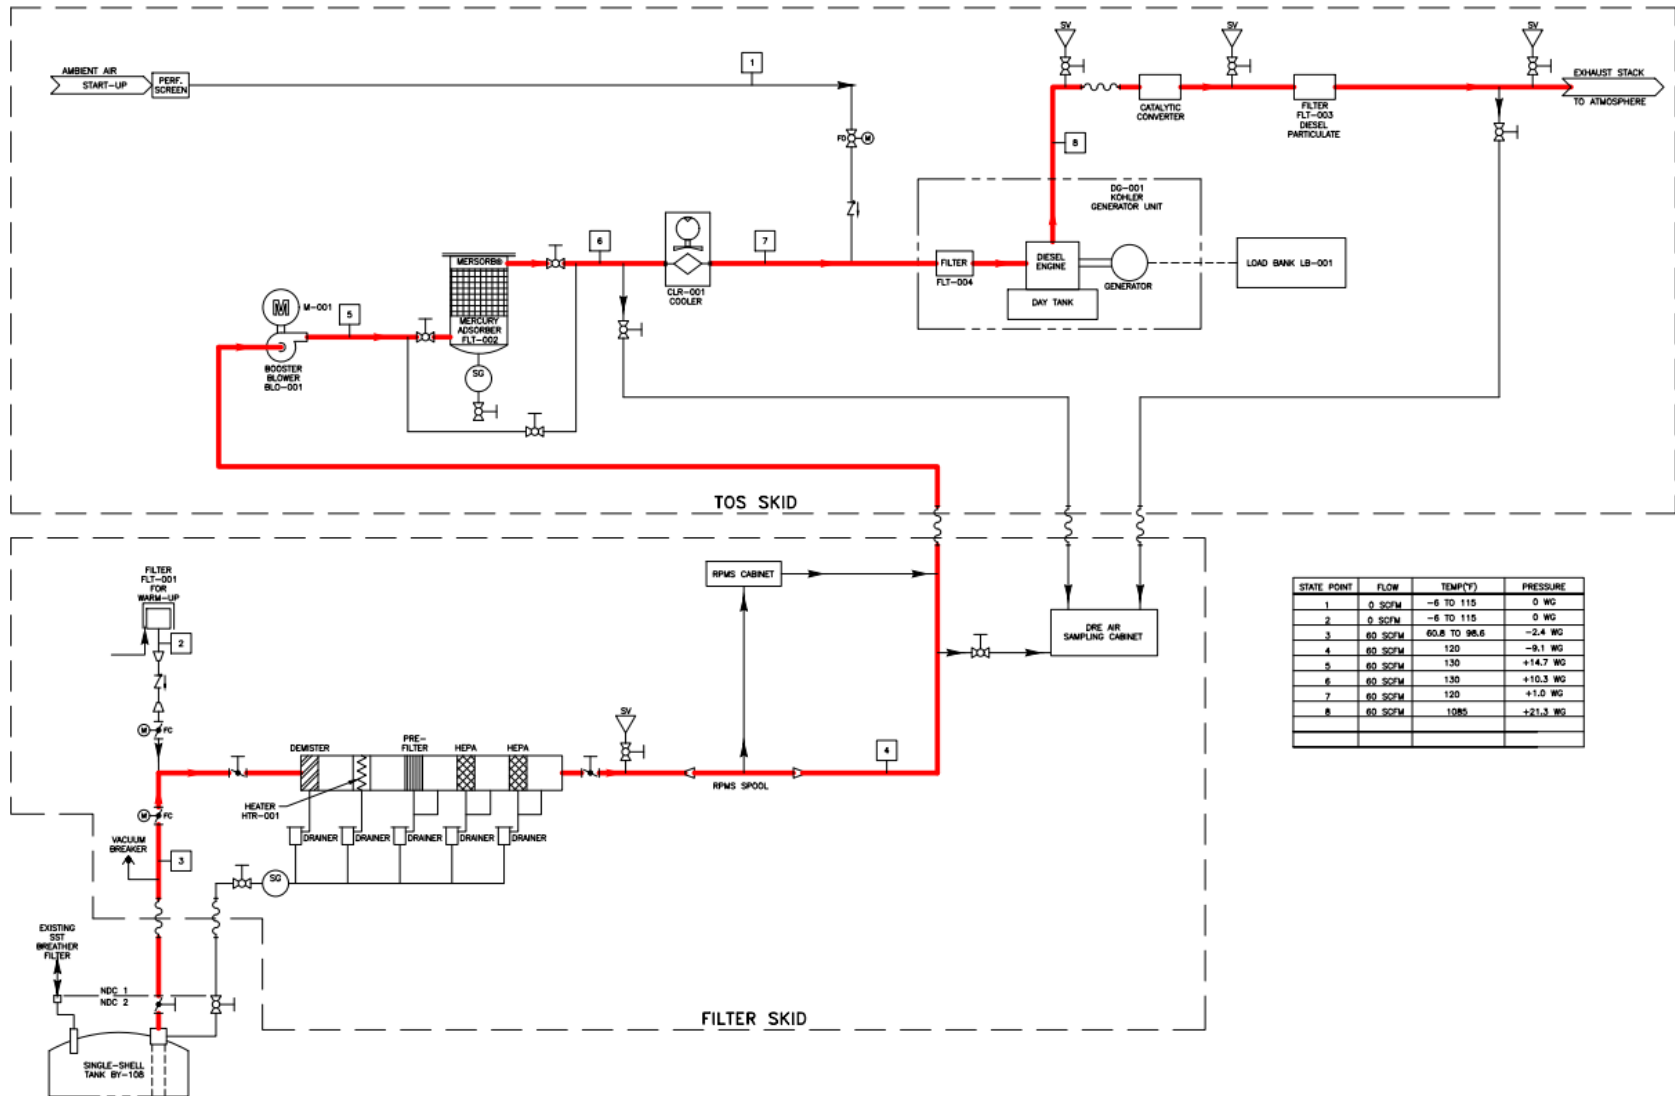 SV
SV
SV
AMBIENT AIR
START-UP
PERF.
SCREEN
1
EXHAUST STACK
TO ATMOSPHERE
CATALYTIC
CONVERTER
FILTER
FLT-003
DIESEL
PARTICULATE
FO
M
8
DG-001
KOHLER
GENERATOR UNIT
6
7
MERSORB®
MERCURY
ADSORBER
FLT-002
CLR-001
COOLER
FILTER
FLT-004
DIESEL
ENGINE
DAY TANK
GENERATOR
LOAD BANK LB-001
M
M-001
5
BOOSTER
BLOWER
BLO-001
SG
TOS SKID
FILTER
FLT-001
FOR
WARM-UP
2
M
FC
RPMS CABINET
DRE AIR
SAMPLING CABINET
STATE POINT FLOW TEMP(°F) PRESSURE
1 0 SCFM -6 TO 115 0 WG
2 0 SCFM -6 TO 115 0 WG
3 60 SCFM 60.8 TO 98.6 -2.4 WG
4 60 SCFM 120 -9.1 WG
5 60 SCFM 130 +14.7 WG
6 60 SCFM 130 +10.3 WG
7 60 SCFM 120 +1.0 WG
8 60 SCFM 1085 +21.3 WG
SV
DEMISTER
PRE-
FILTER
HEPA
HEPA
4
RPMS SPOOL
HEATER
HTR-001
M
FC
DRAINER
DRAINER
DRAINER
DRAINER
DRAINER
VACUUM
BREAKER
3
SG
EXISTING
SST
BREATHER
FILTER
NDC 1
NDC 2
FILTER SKID
SINGLE-SHELL
TANK BY-108